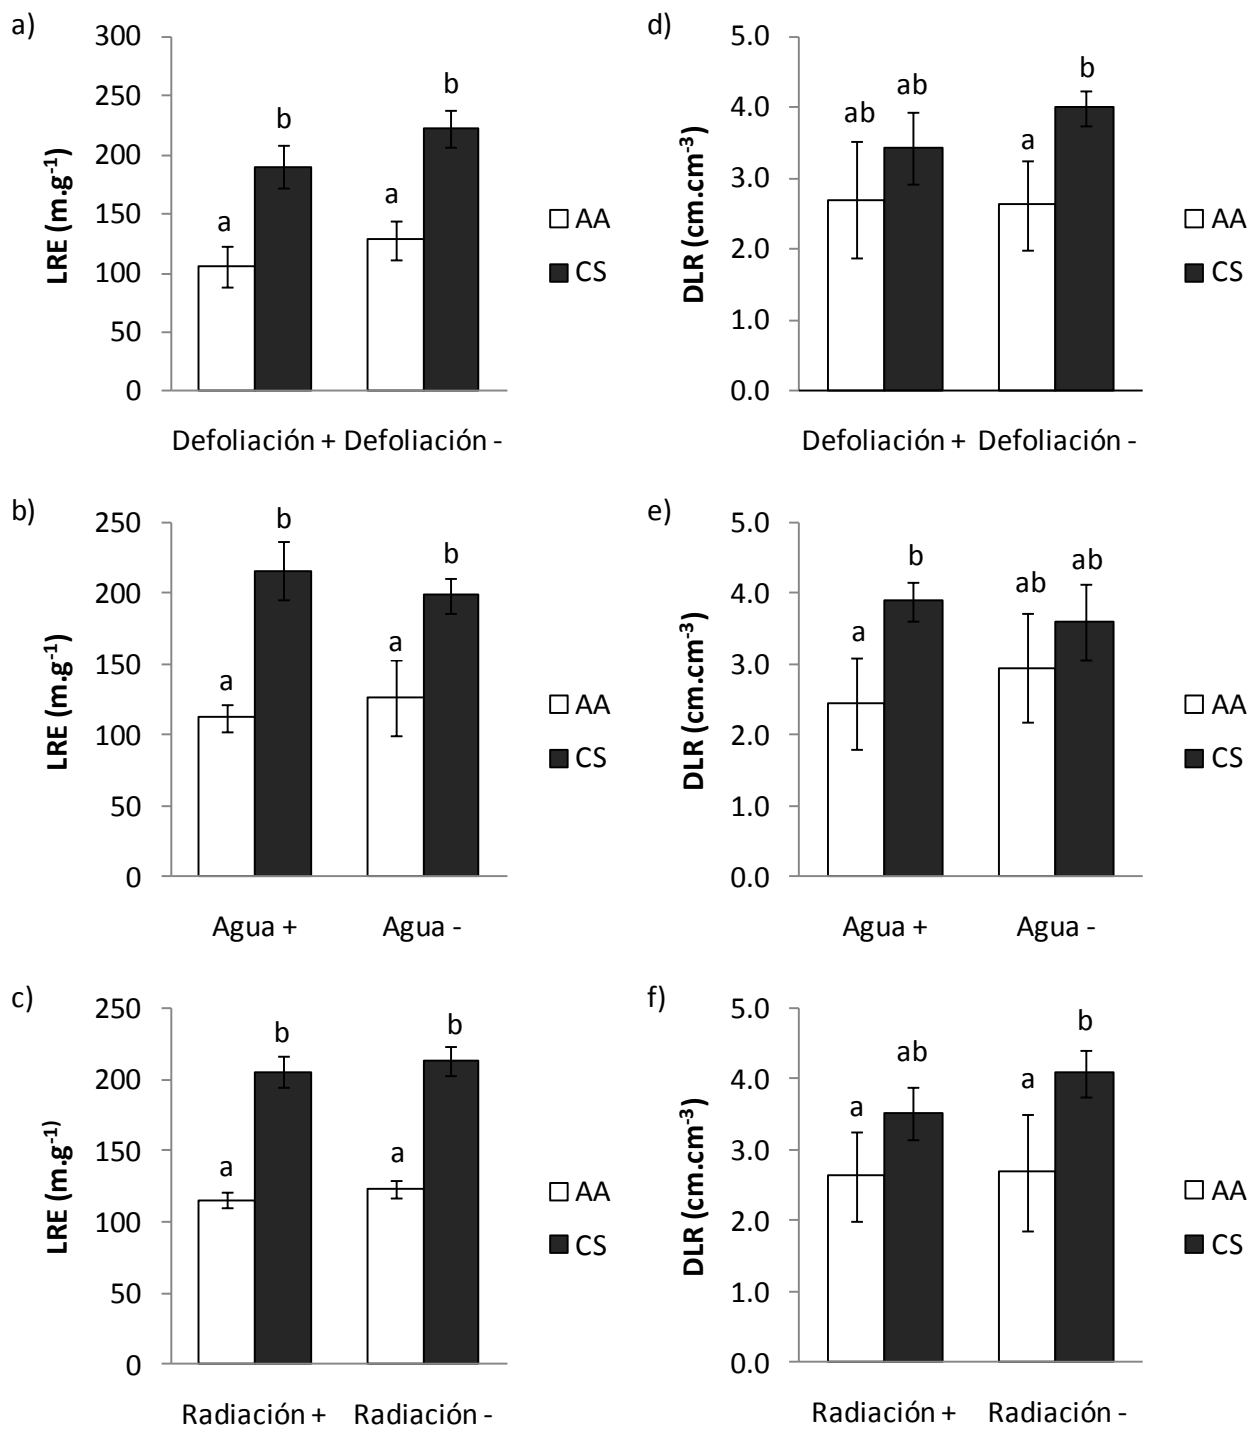 a)
300
250
200
150
100
50
0
LRE (m.g-1)
b
b
a
a
AA
CS
Defoliación + Defoliación -
d)
5.0
4.0
3.0
2.0
1.0
0.0
DLR (cm.cm-3)
ab
ab
a
b
AA
CS
Defoliación + Defoliación -
b)
250
200
150
100
50
0
LRE (m.g-1)
a
b
a
b
AA
CS
Agua + Agua -
e)
5.0
4.0
3.0
2.0
1.0
0.0
DLR (cm.cm-3)
a
b
ab
ab
AA
CS
Agua + Agua -
c)
250
200
150
100
50
0
LRE (m.g-1)
a
b
a
b
AA
CS
Radiación + Radiación -
f)
5.0
4.0
3.0
2.0
1.0
0.0
DLR (cm.cm-3)
a
ab
a
b
AA
CS
Radiación + Radiación -